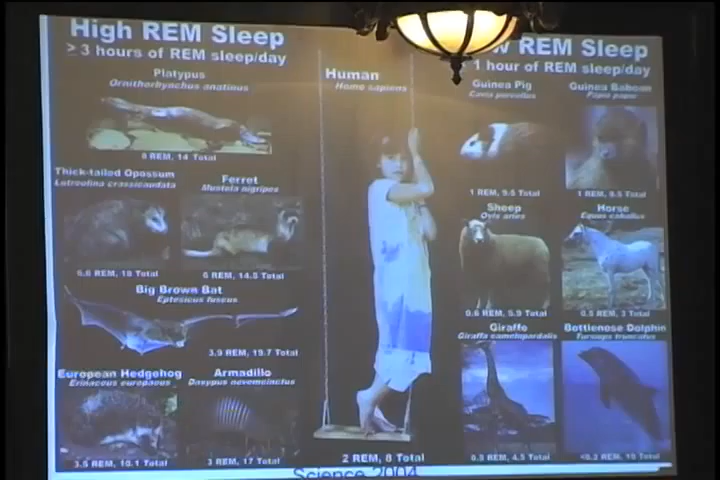 High REM Sleep
> 3 hours of REM sleep/day
Platypus
Ornithorhynchus anatinus
8 REM, 14 Total
Thick-tailed Opossum
Lutreolina crassicaudata
6.6 REM, 18 Total
Ferret
Mustela nigripes
6 REM, 14.5 Total
Big Brown Bat
Eptesicus fuscus
3.9 REM, 19.7 Total
European Hedgehog
Erinaceus europaeus
3.5 REM, 10.1 Total
Armadillo
Dasypus novemcinctus
3 REM, 17 Total
Human
Homo sapiens
2 REM, 8 Total
REM Sleep
1 hour of REM sleep/day
Guinea Pig
Cavia porcellus
1 REM, 9.5 Total
Guinea Baboon
Papio papio
1 REM, 9.5 Total
Sheep
Ovis aries
0.6 REM, 5.9 Total
Horse
Equus caballus
0.5 REM, 3 Total
Giraffe
Giraffa camelopardalis
0.5 REM, 4.5 Total
Bottlenose Dolphin
Tursiops truncatus
<0.2 REM, 10 Total
Science 2004